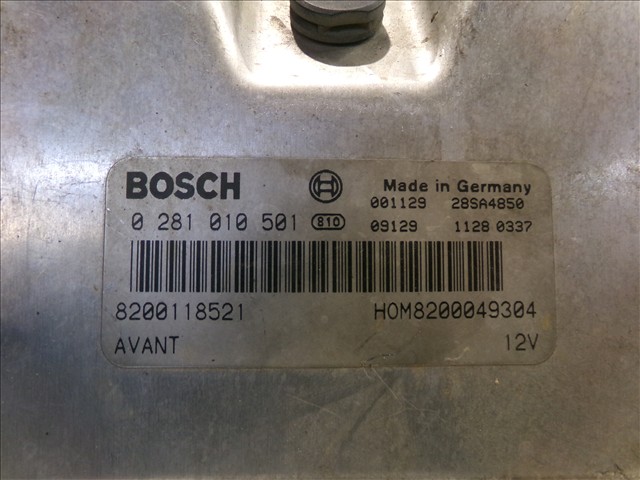 BOSCH
Made in Germany
001129 28SA4850
0 281 010 501 810
09129 1128 0337
8200118521 HOM8200049304
AVANT 12V